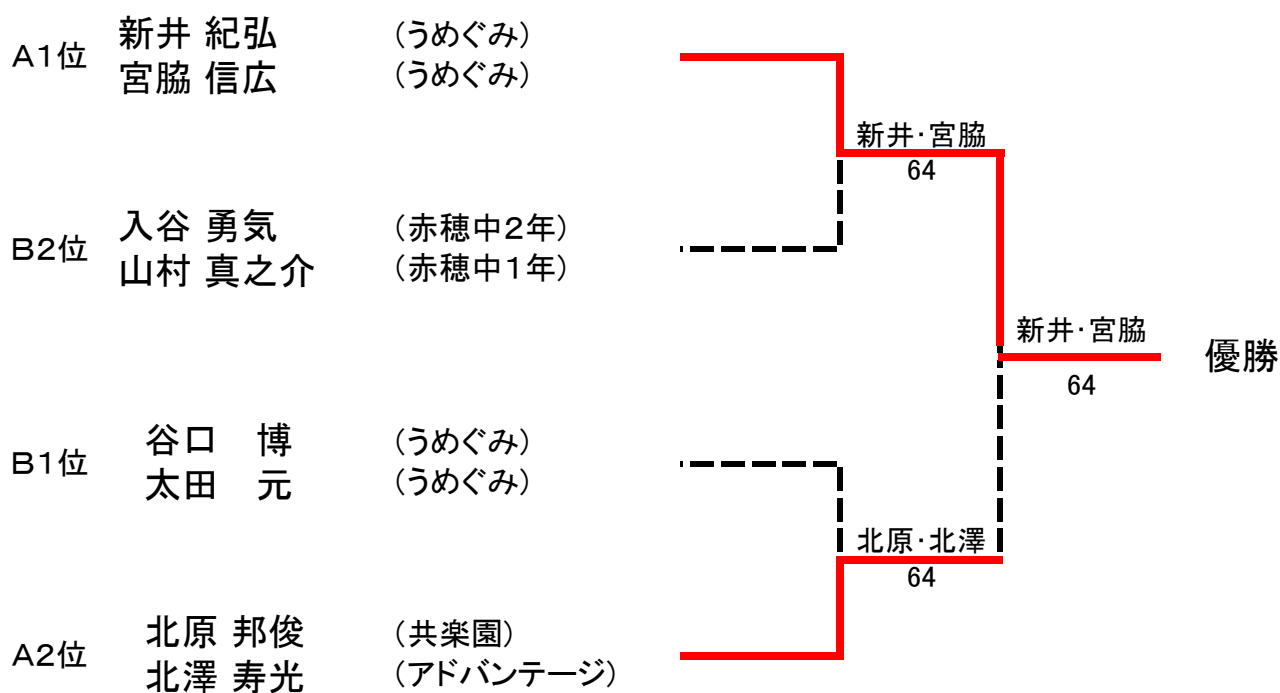 A1位 新井 紀弘 (うめぐみ)
宮脇 信広 (うめぐみ)
新井・宮脇
64
B2位 入谷 勇気 (赤穂中2年)
山村 真之介 (赤穂中1年)
新井・宮脇
64
優勝
B1位 谷口 博 (うめぐみ)
太田 元 (うめぐみ)
北原・北澤
64
A2位 北原 邦俊 (共楽園)
北澤 寿光 (アドバンテージ)